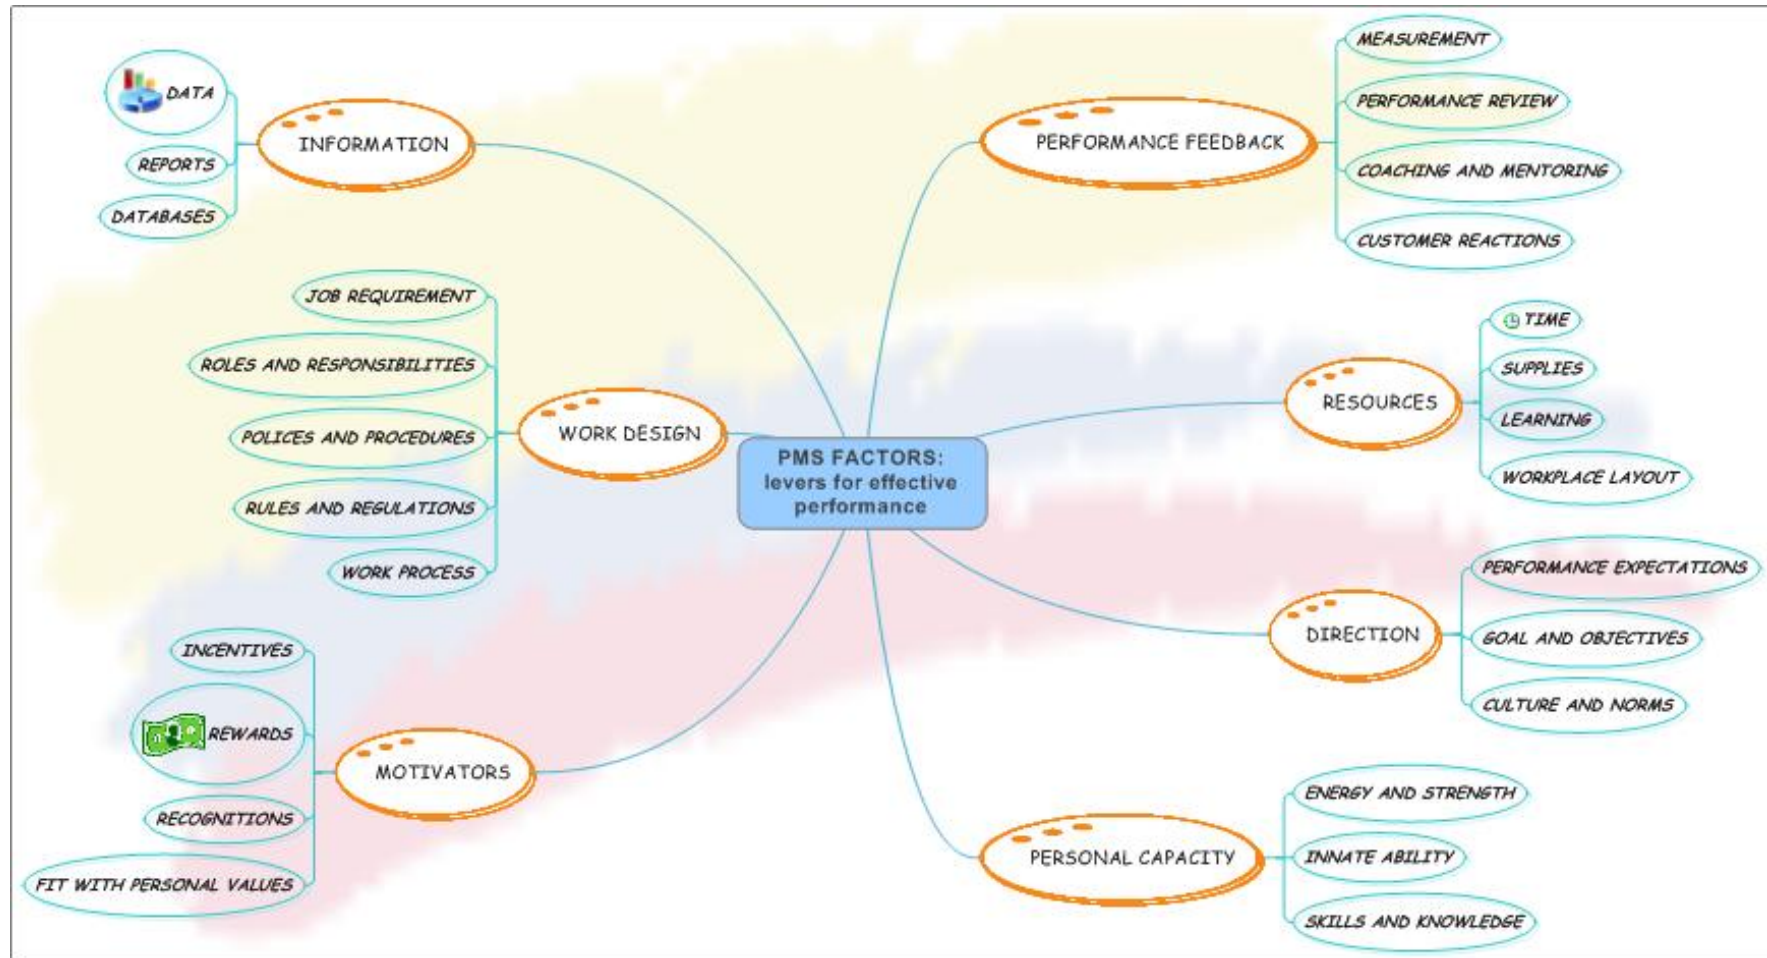 PMS FACTORS:
levers for effective
performance
INFORMATION
DATA
REPORTS
DATABASES
WORK DESIGN
JOB REQUIREMENT
ROLES AND RESPONSIBILITIES
POLICES AND PROCEDURES
RULES AND REGULATIONS
WORK PROCESS
MOTIVATORS
INCENTIVES
REWARDS
RECOGNITIONS
FIT WITH PERSONAL VALUES
PERFORMANCE FEEDBACK
MEASUREMENT
PERFORMANCE REVIEW
COACHING AND MENTORING
CUSTOMER REACTIONS
RESOURCES
TIME
SUPPLIES
LEARNING
WORKPLACE LAYOUT
DIRECTION
PERFORMANCE EXPECTATIONS
GOAL AND OBJECTIVES
CULTURE AND NORMS
PERSONAL CAPACITY
ENERGY AND STRENGTH
INNATE ABILITY
SKILLS AND KNOWLEDGE